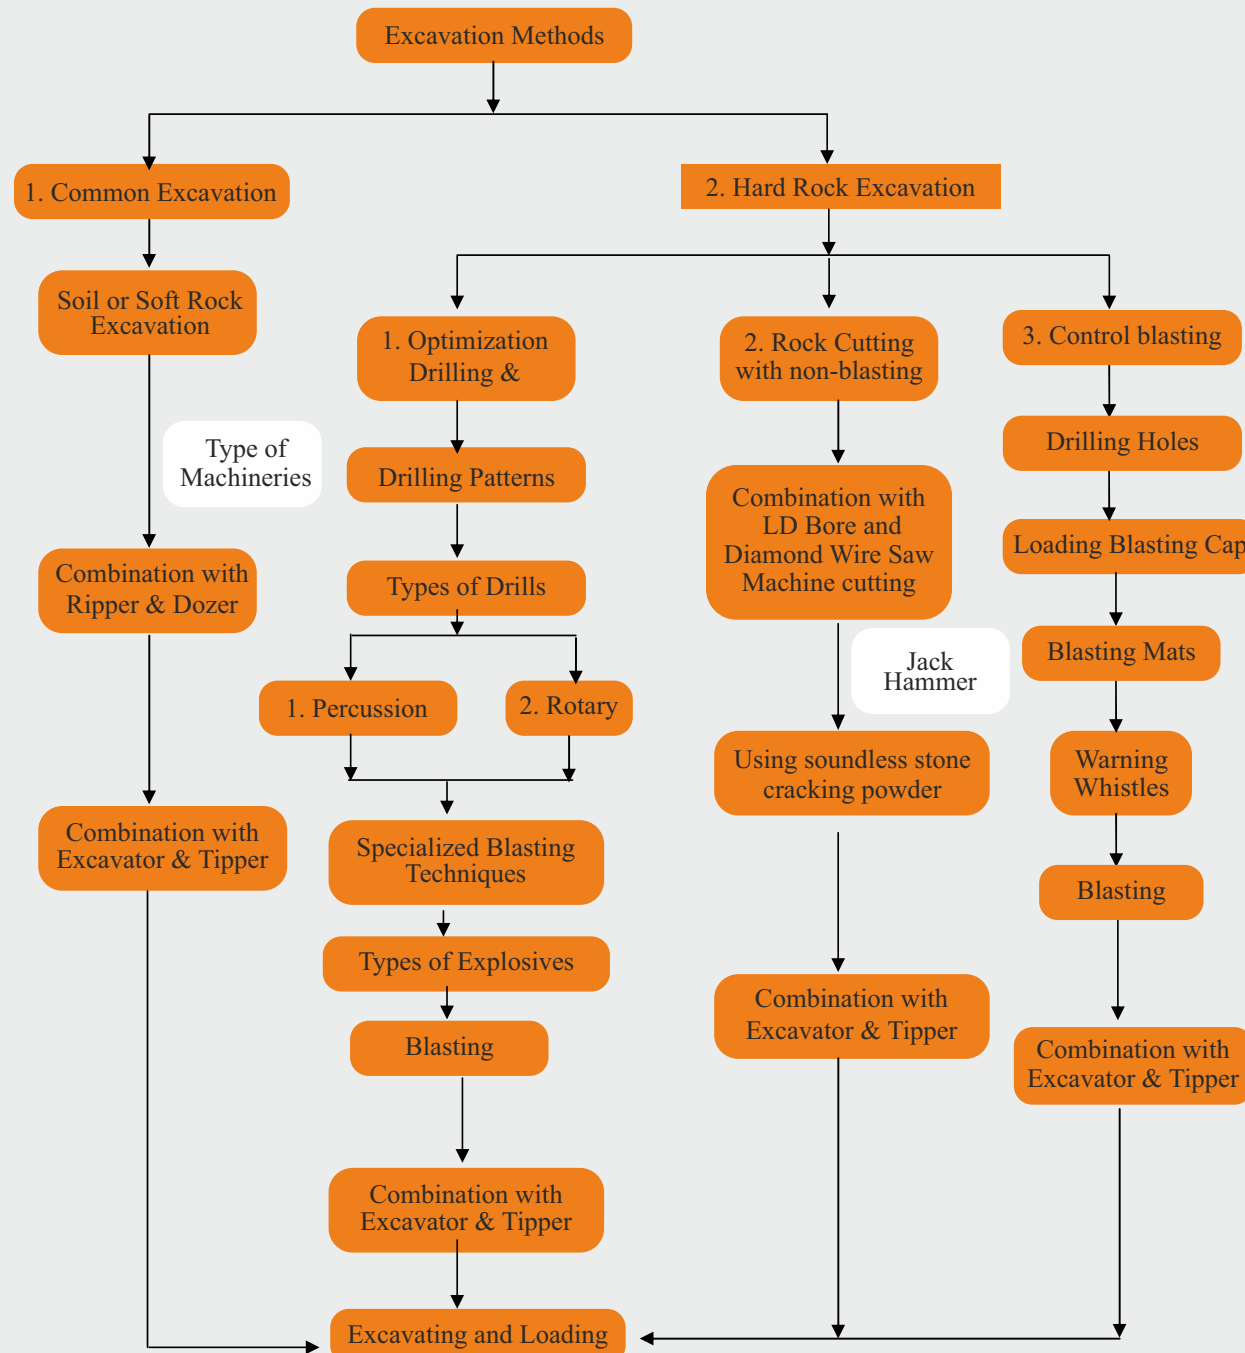 Excavation Methods
1. Common Excavation
2. Hard Rock Excavation
Soil or Soft Rock
Excavation
1. Optimization
Drilling &
2. Rock Cutting
with non-blasting
3. Control blasting
Type of
Machineries
Drilling Patterns
Combination with
LD Bore and
Diamond Wire Saw
Machine cutting
Drilling Holes
Loading Blasting Cap
Combination with
Ripper & Dozer
Types of Drills
Jack
Hammer
Blasting Mats
1. Percussion
2. Rotary
Using soundless stone
cracking powder
Warning
Whistles
Combination with
Excavator & Tipper
Specialized Blasting
Techniques
Blasting
Types of Explosives
Combination with
Excavator & Tipper
Blasting
Combination with
Excavator & Tipper
Combination with
Excavator & Tipper
Excavating and Loading